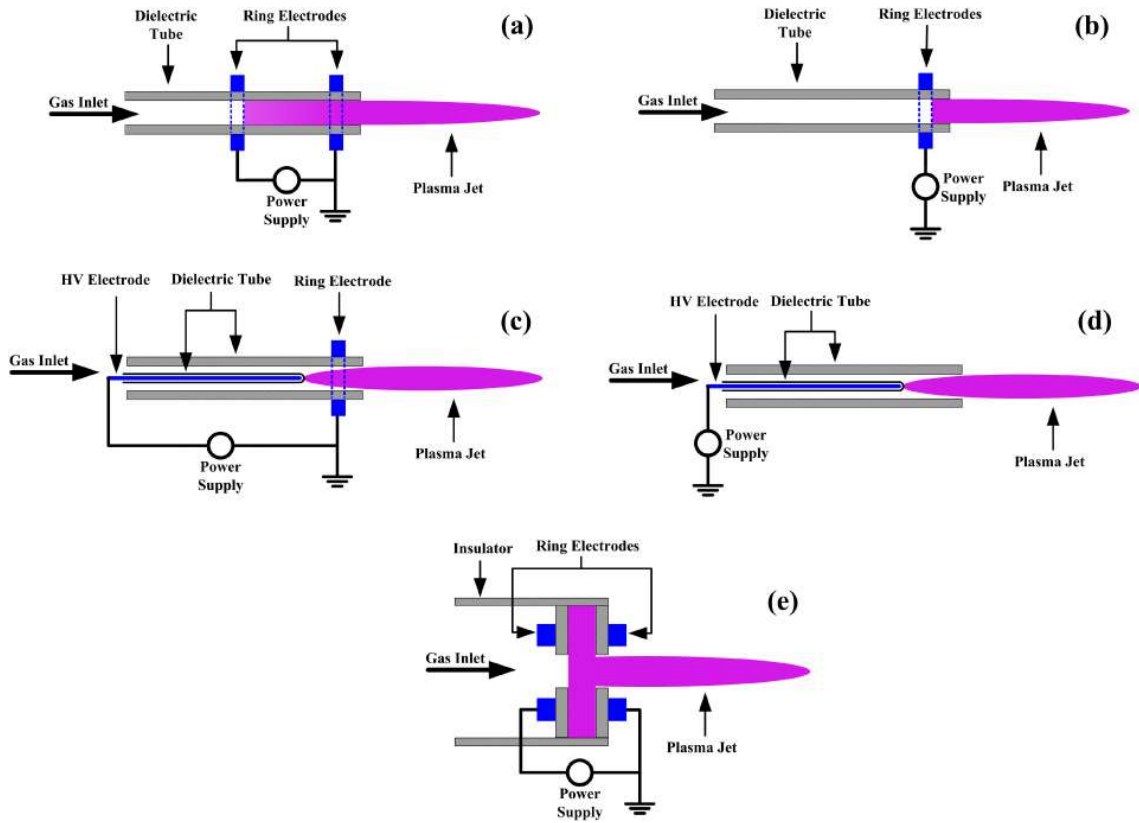 Dielectric
Tube
Ring Electrodes
(a)
Gas Inlet
Power
Supply
Plasma Jet
Dielectric
Tube
Ring Electrodes
(b)
Gas Inlet
Power
Supply
Plasma Jet
HV Electrode
Dielectric Tube
Ring Electrode
(c)
Gas Inlet
Power
Supply
Plasma Jet
HV Electrode
Dielectric Tube
(d)
Gas Inlet
Power
Supply
Plasma Jet
Insulator
Ring Electrodes
(e)
Gas Inlet
Plasma Jet
Power
Supply